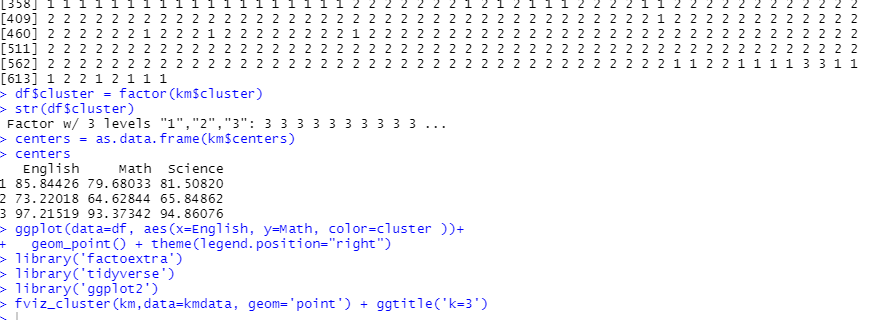 [358] 1 1 1 1 1 1 1 1 1 1 1 1 1 1 1 1 1 1 1 2 2 2 2 2 2 2 1 2 1 2 1 1 2 2 2 2 2 1 1 2 2 2 2 2 2 2 2 2 2 2 2
[409] 2 2 2 2 2 2 2 2 2 2 2 2 2 2 2 2 2 2 2 2 2 2 2 2 2 2 2 2 2 2 2 2 2 2 2 2 2 2 1 2 2 2 2 2 2 2 2 2 2 2 2
[460] 2 2 2 2 2 2 1 2 2 2 1 2 2 2 2 2 2 2 2 1 2 2 2 2 2 2 2 2 2 2 2 2 2 2 2 2 2 2 2 2 2 2 2 2 2 2 2 2 2 2 2
[511] 2 2 2 2 2 2 2 2 2 2 2 2 2 2 2 2 2 2 2 2 2 2 2 2 2 2 2 2 2 2 2 2 2 2 2 2 2 2 2 2 2 2 2 2 2 2 2 2 2 2 2
[562] 2 2 2 2 2 2 2 2 2 2 2 2 2 2 2 2 2 2 2 2 2 2 2 2 2 2 2 2 2 2 2 2 2 2 2 2 2 2 2 1 1 2 2 1 1 1 1 3 3 1 1
[613] 1 2 2 1 2 1 1 1
> df$cluster = factor(km$cluster)
> str(df$cluster)
 Factor w/ 3 levels "1","2","3": 3 3 3 3 3 3 3 3 3 3 ...
> centers = as.data.frame(km$centers)
> centers
   English     Math  Science
1 85.84426 79.68033 81.50820
2 73.22018 64.62844 65.84862
3 97.21519 93.37342 94.86076
> ggplot(data=df, aes(x=English, y=Math, color=cluster ))+
+   geom_point() + theme(legend.position="right")
> library('factoextra')
> library('tidyverse')
> library('ggplot2')
> fviz_cluster(km,data=kmdata, geom='point') + ggtitle('k=3')
>